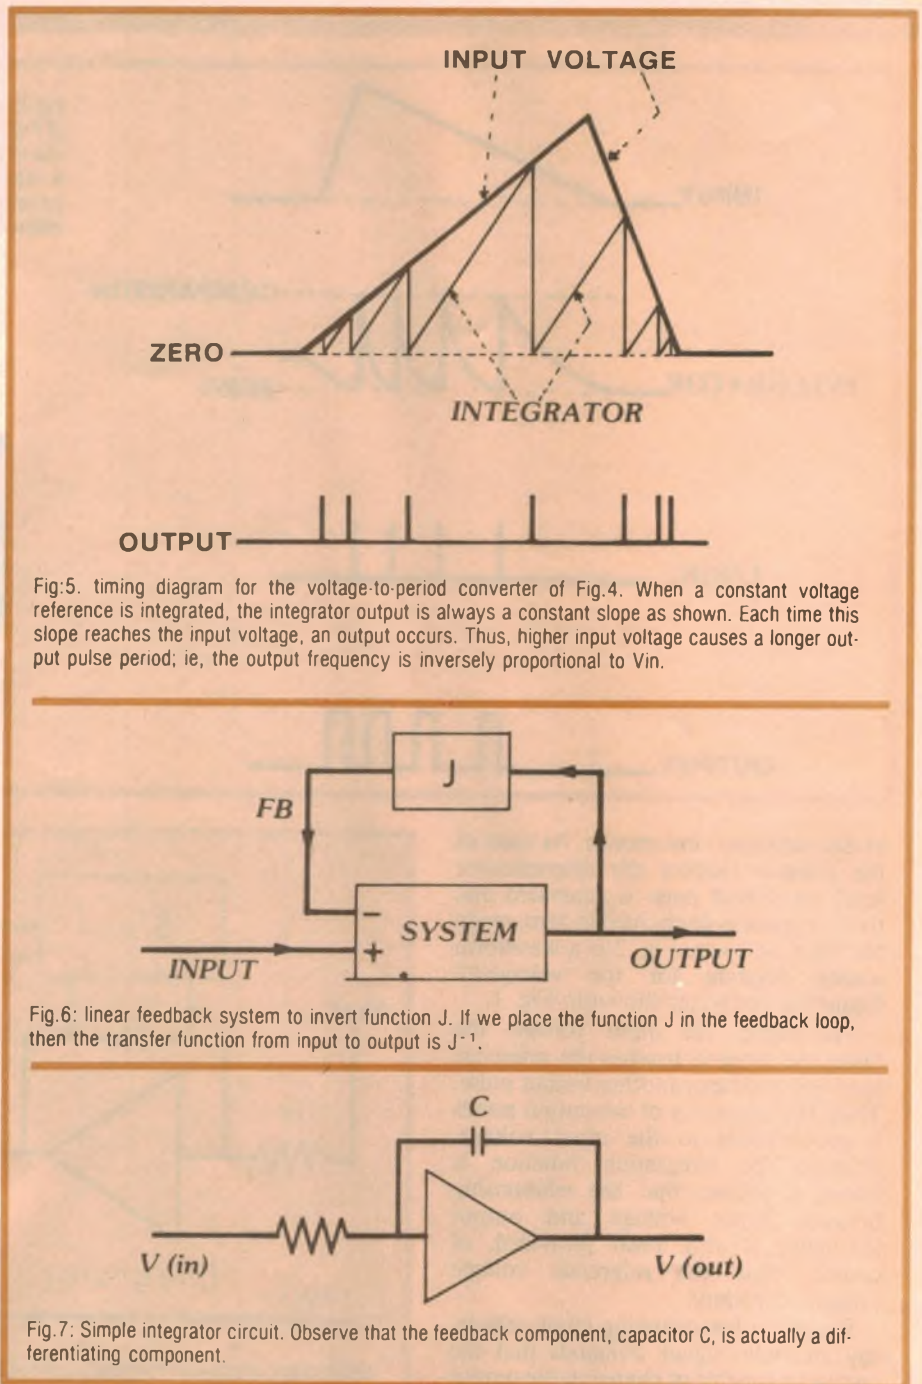 INPUT VOLTAGE
ZERO
INTEGRATOR
OUTPUT
Fig:5. timing diagram for the voltage-to-period converter of Fig.4. When a constant voltage
reference is integrated, the integrator output is always a constant slope as shown. Each time this
slope reaches the input voltage, an output occurs. Thus, higher input voltage causes a longer out-
put pulse period; ie, the output frequency is inversely proportional to Vin.
J
FB
−
SYSTEM
+
INPUT
OUTPUT
Fig.6: linear feedback system to invert function J. If we place the function J in the feedback loop,
then the transfer function from input to output is J⁻¹.
C
V (in)
V (out)
Fig.7: Simple integrator circuit. Observe that the feedback component, capacitor C, is actually a dif-
ferentiating component.